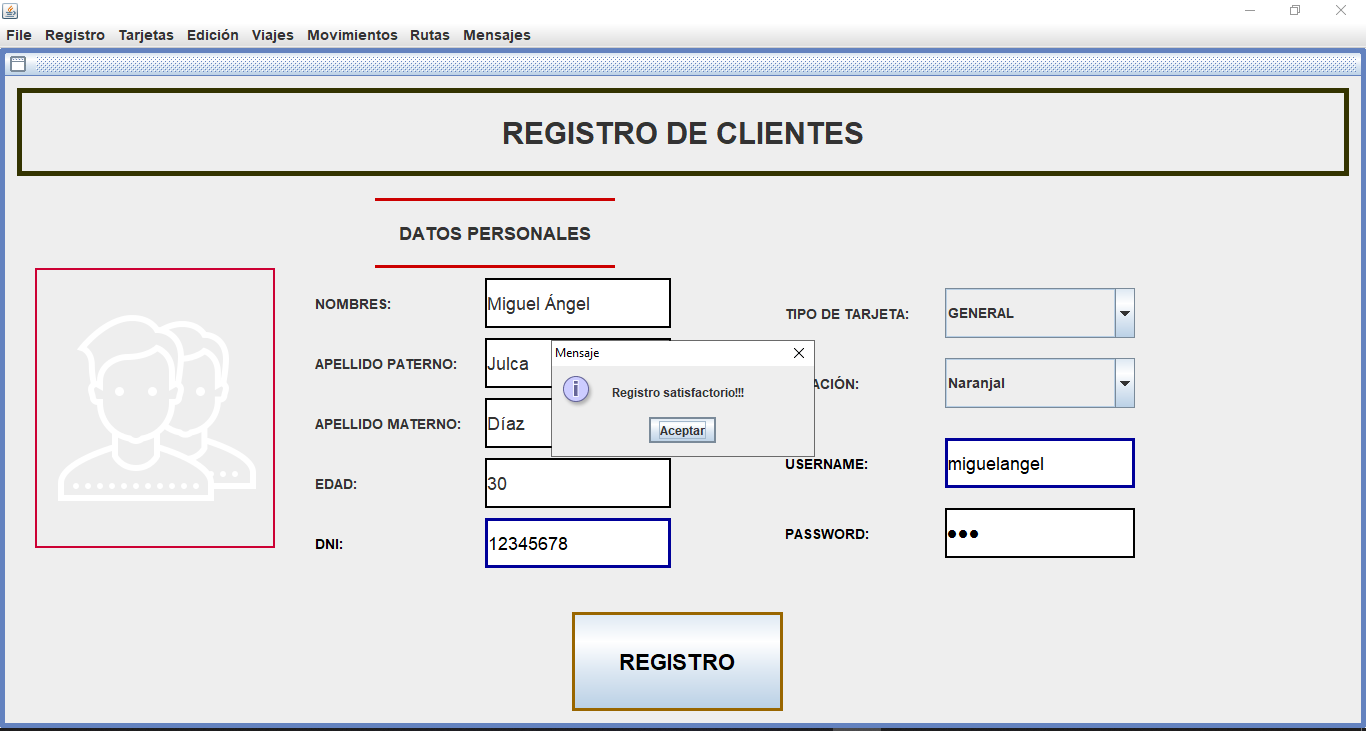 File Registro Tarjetas Edición Viajes Movimientos Rutas Mensajes
REGISTRO DE CLIENTES
DATOS PERSONALES
NOMBRES: Miguel Ángel
APELLIDO PATERNO: Julca
APELLIDO MATERNO: Díaz
EDAD: 30
DNI: 12345678
TIPO DE TARJETA: GENERAL
ACIÓN: Naranjal
USERNAME: miguelangel
PASSWORD: ●●●
Mensaje
Registro satisfactorio!!!
Aceptar
REGISTRO